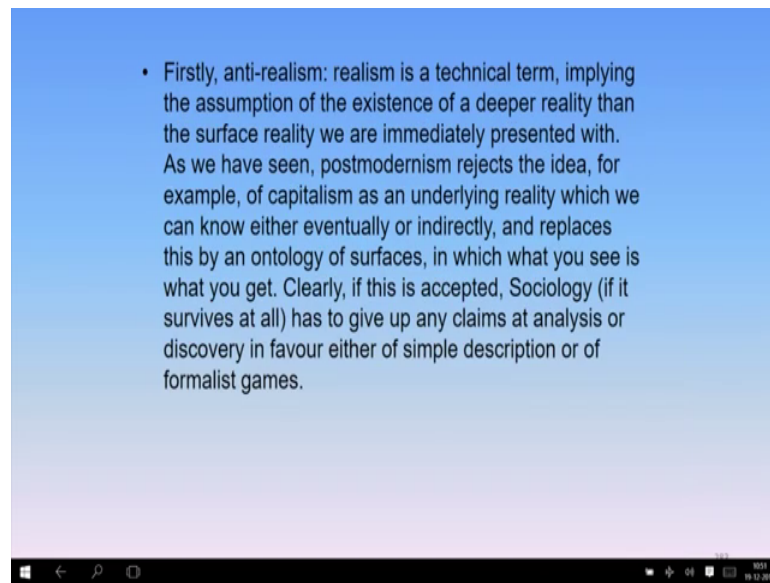 • Firstly, anti-realism: realism is a technical term, implying
the assumption of the existence of a deeper reality than
the surface reality we are immediately presented with.
As we have seen, postmodernism rejects the idea, for
example, of capitalism as an underlying reality which we
can know either eventually or indirectly, and replaces
this by an ontology of surfaces, in which what you see is
what you get. Clearly, if this is accepted, Sociology (if it
survives at all) has to give up any claims at analysis or
discovery in favour either of simple description or of
formalist games.
10:51